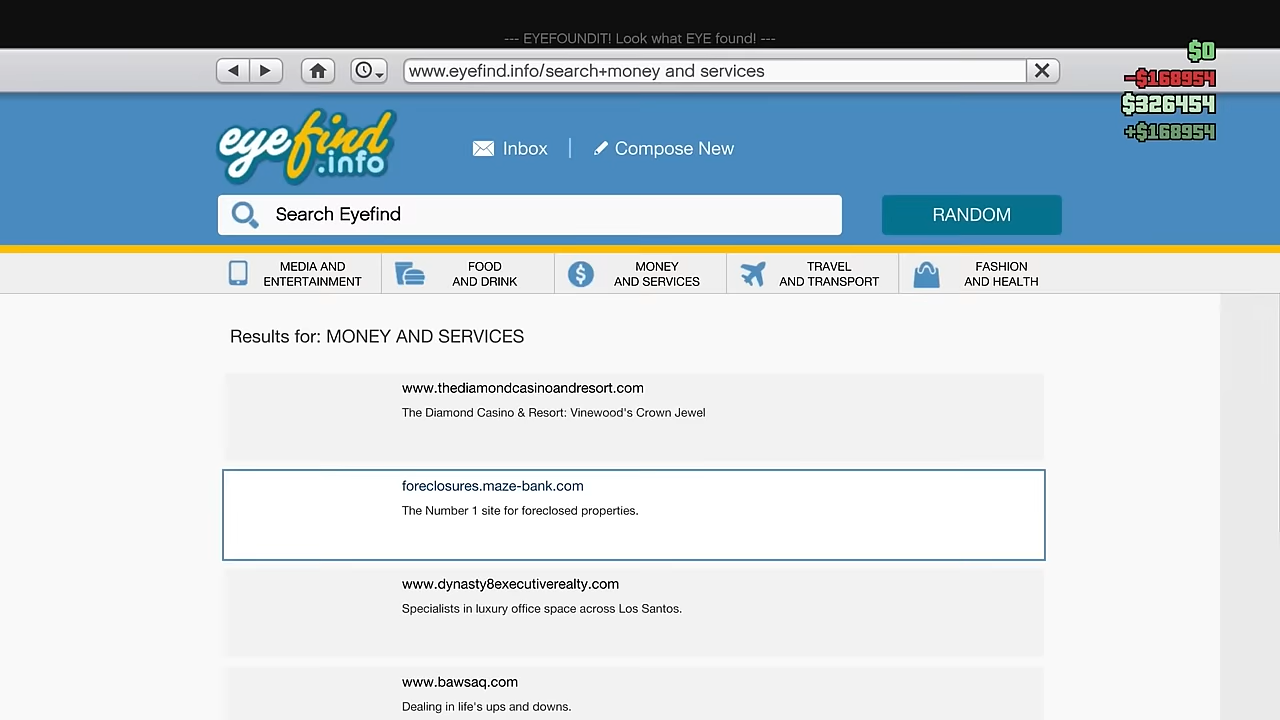 --- EYEFOUNDIT! Look what EYE found! ---
$0
www.eyefind.info/search+money and services
-$168954
$326454
+$168954
eyefind
.info
Inbox
Compose New
Search Eyefind
RANDOM
MEDIA AND
ENTERTAINMENT
FOOD
AND DRINK
MONEY
AND SERVICES
TRAVEL
AND TRANSPORT
FASHION
AND HEALTH
Results for: MONEY AND SERVICES
www.thediamondcasinoandresort.com
The Diamond Casino & Resort: Vinewood's Crown Jewel
foreclosures.maze-bank.com
The Number 1 site for foreclosed properties.
www.dynasty8executiverealty.com
Specialists in luxury office space across Los Santos.
www.bawsaq.com
Dealing in life's ups and downs.